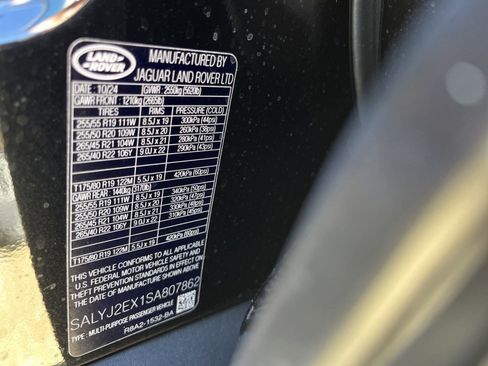 LAND
ROVER
MANUFACTURED BY
JAGUAR LAND ROVER LTD
DATE : 10/24 GVWR : 2550kg (5620lb)
GAWR FRONT : 1210kg (2665lb)
TIRES RIMS PRESSURE (COLD)
255/55 R19 111W 8.5J x 19 300kPa (44psi)
255/50 R20 109W 8.5J x 20 260kPa (38psi)
265/45 R21 104W 8.5J x 21 280kPa (41psi)
265/40 R22 106Y 9.0J x 22 290kPa (43psi)
T175/80 R19 122M 5.5J x 19 420kPa (60psi)
GAWR REAR: 1440kg (3170lb)
255/55 R19 111W 8.5J x 19 340kPa (50psi)
255/50 R20 109W 8.5J x 20 320kPa (47psi)
265/45 R21 104W 8.5J x 21 330kPa (48psi)
265/40 R22 106Y 9.0J x 22 310kPa (45psi)
T175/80 R19 122M 5.5J x 19 420kPa (60psi)
THIS VEHICLE CONFORMS TO ALL APPLICABLE
U.S. FEDERAL MOTOR VEHICLE SAFETY AND
THEFT PREVENTION STANDARDS IN EFFECT ON
THE DATE OF MANUFACTURE SHOWN ABOVE
SALYJ2EX1SA807862
TYPE : MULTI-PURPOSE PASSENGER VEHICLE
R8A2-1532-BA